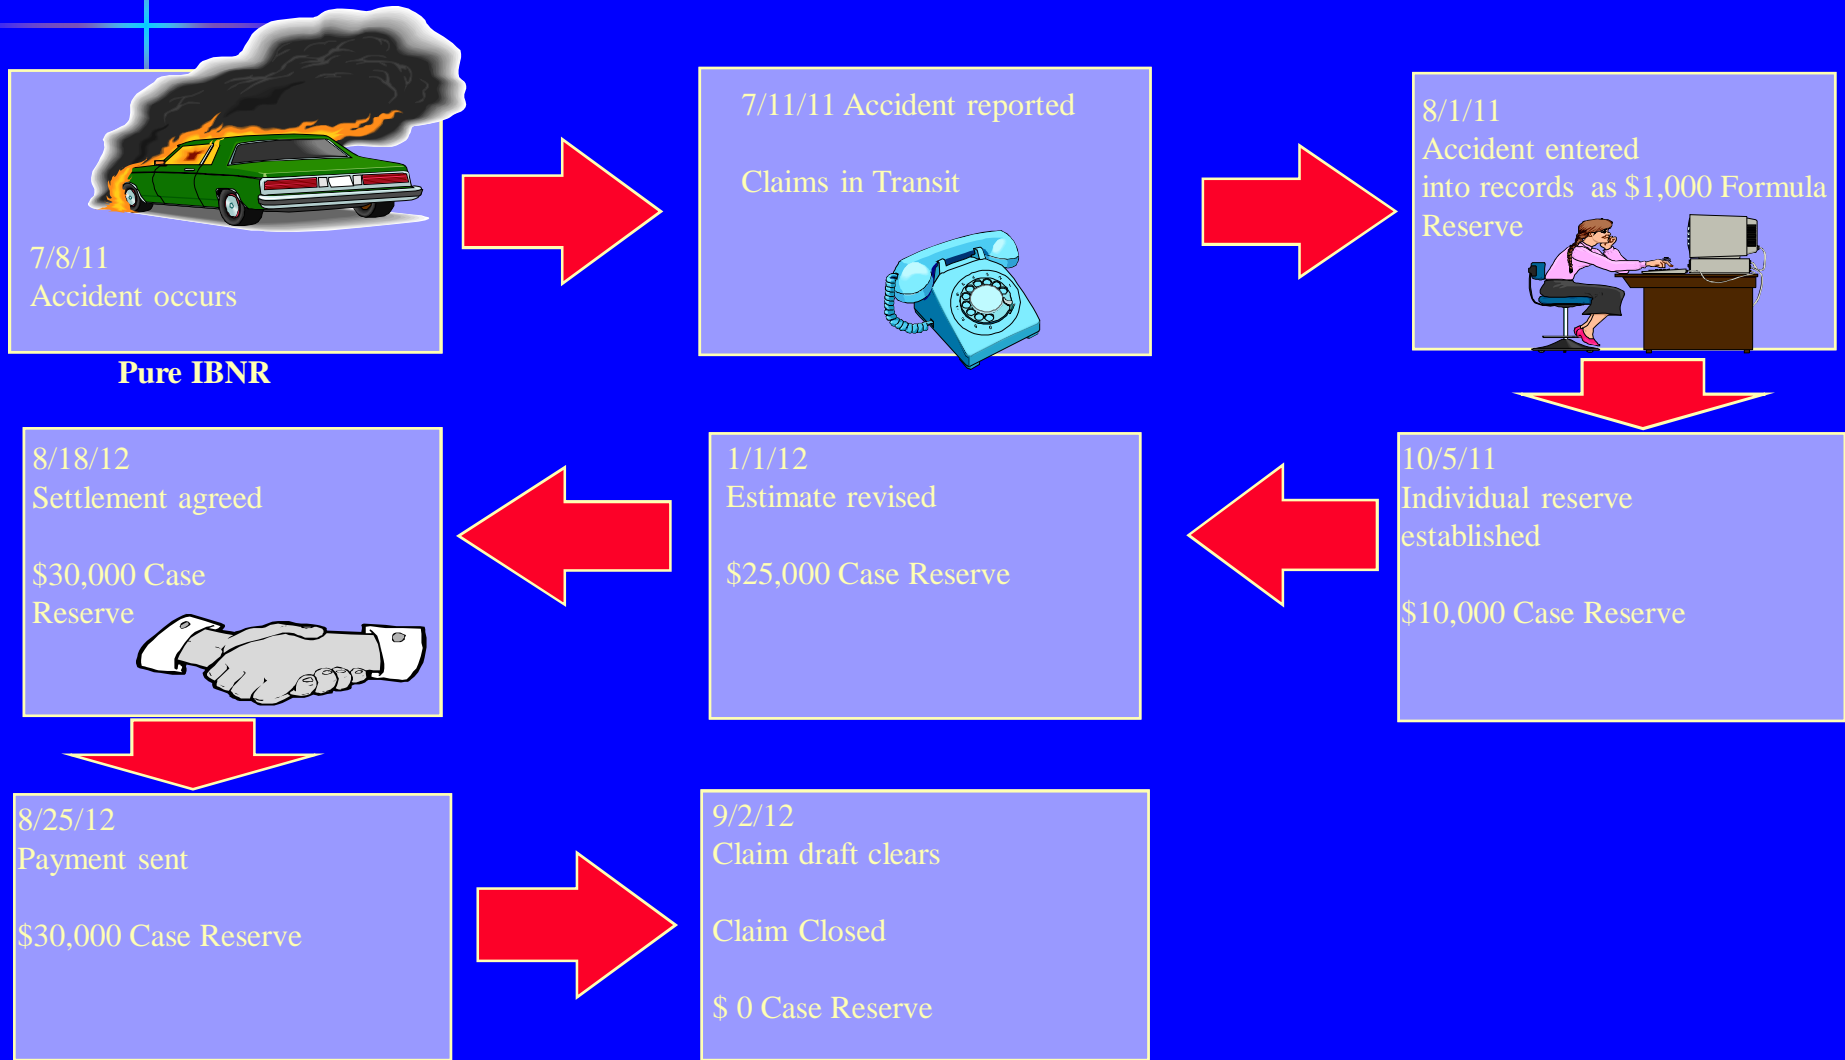 7/8/11
Accident occurs
Pure IBNR
7/11/11 Accident reported
Claims in Transit
8/1/11
Accident entered
into records as $1,000 Formula
Reserve
10/5/11
Individual reserve
established
$10,000 Case Reserve
1/1/12
Estimate revised
$25,000 Case Reserve
8/18/12
Settlement agreed
$30,000 Case
Reserve
8/25/12
Payment sent
$30,000 Case Reserve
9/2/12
Claim draft clears
Claim Closed
$ 0 Case Reserve